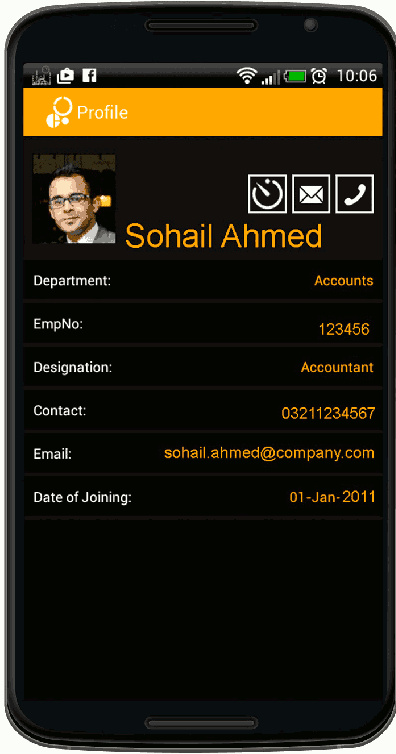 10:06
Profile
Sohail Ahmed
Department: Accounts
EmpNo: 123456
Designation: Accountant
Contact: 03211234567
Email: sohail.ahmed@company.com
Date of Joining: 01-Jan-2011